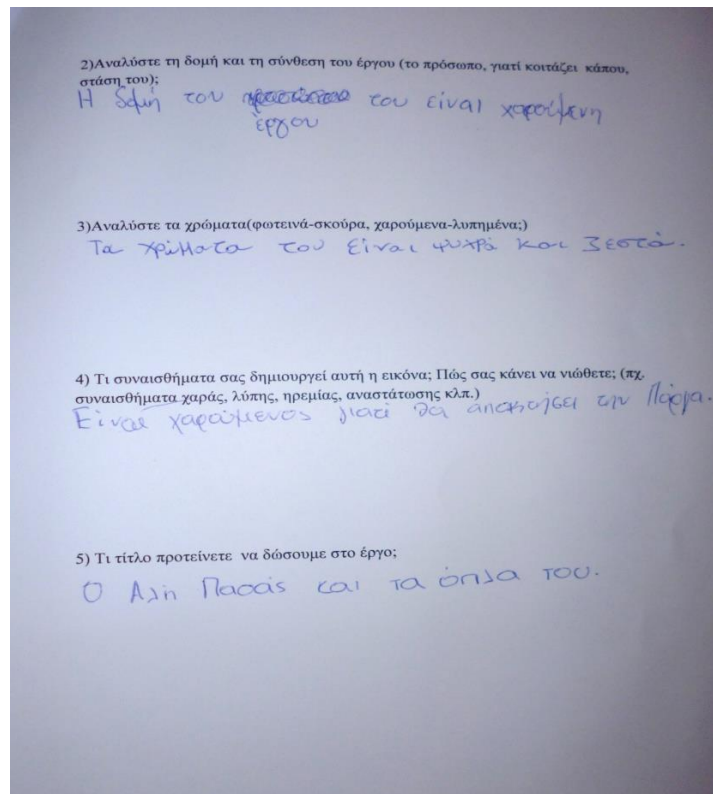 2)Αναλύστε τη δομή και τη σύνθεση του έργου (το πρόσωπο, γιατί κοιτάζει κάπου,
στάση του);
Η δομή του του είναι χαρούμενη
έργου
3)Αναλύστε τα χρώματα(φωτεινά-σκούρα, χαρούμενα-λυπημένα;)
Τα χρώματα του είναι ψυχρά και ζεστά.
4) Τι συναισθήματα σας δημιουργεί αυτή η εικόνα; Πώς σας κάνει να νιώθετε; (πχ.
συναισθήματα χαράς, λύπης, ηρεμίας, αναστάτωσης κλπ.)
Είναι χαρούμενος γιατί θα αποκτήσει την Πάργα.
5) Τι τίτλο προτείνετε να δώσουμε στο έργο;
Ο Αλή Πασάς και τα όπλα του.